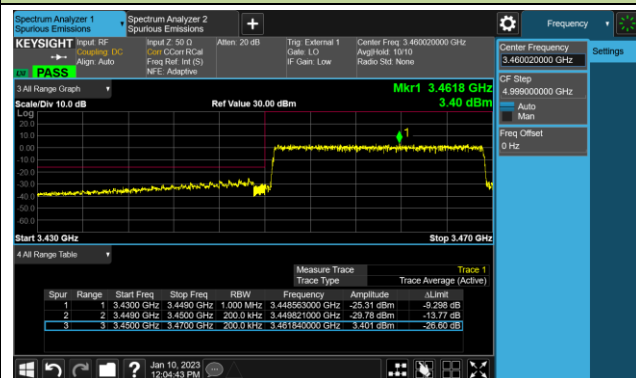 Spectrum Analyzer 1
Spurious Emissions
Spectrum Analyzer 2
Spurious Emissions
Frequency
KEYSIGHT Input: RF
Coupling: DC
Align: Auto
Input Z: 50 Ω
Corr CCorr RCal
Freq Ref: Int (S)
NFE: Adaptive
Atten: 20 dB
Trig: External 1
Gate: LO
IF Gain: Low
Center Freq: 3.460020000 GHz
Avg|Hold: 10/10
Radio Std: None
PASS
Center Frequency
3.460020000 GHz
Settings
CF Step
4.999000000 GHz
Auto
Man
Freq Offset
0 Hz
3 All Range Graph
Mkr1 3.4618 GHz
3.40 dBm
Scale/Div 10.0 dB
Ref Value 30.00 dBm
Log
20.0
10.0
0.00
-10.0
-20.0
-30.0
-40.0
-50.0
-60.0
1
Start 3.430 GHz
Stop 3.470 GHz
4 All Range Table
Measure Trace Trace 1
Trace Type Trace Average (Active)
Spur Range Start Freq Stop Freq RBW Frequency Amplitude ΔLimit
1 1 3.4300 GHz 3.4490 GHz 1.000 MHz 3.448563000 GHz -25.31 dBm -9.298 dB
2 2 3.4490 GHz 3.4500 GHz 200.0 kHz 3.449821000 GHz -29.78 dBm -13.77 dB
3 3 3.4500 GHz 3.4700 GHz 200.0 kHz 3.461840000 GHz 3.401 dBm -26.60 dB
Jan 10, 2023
12:04:43 PM